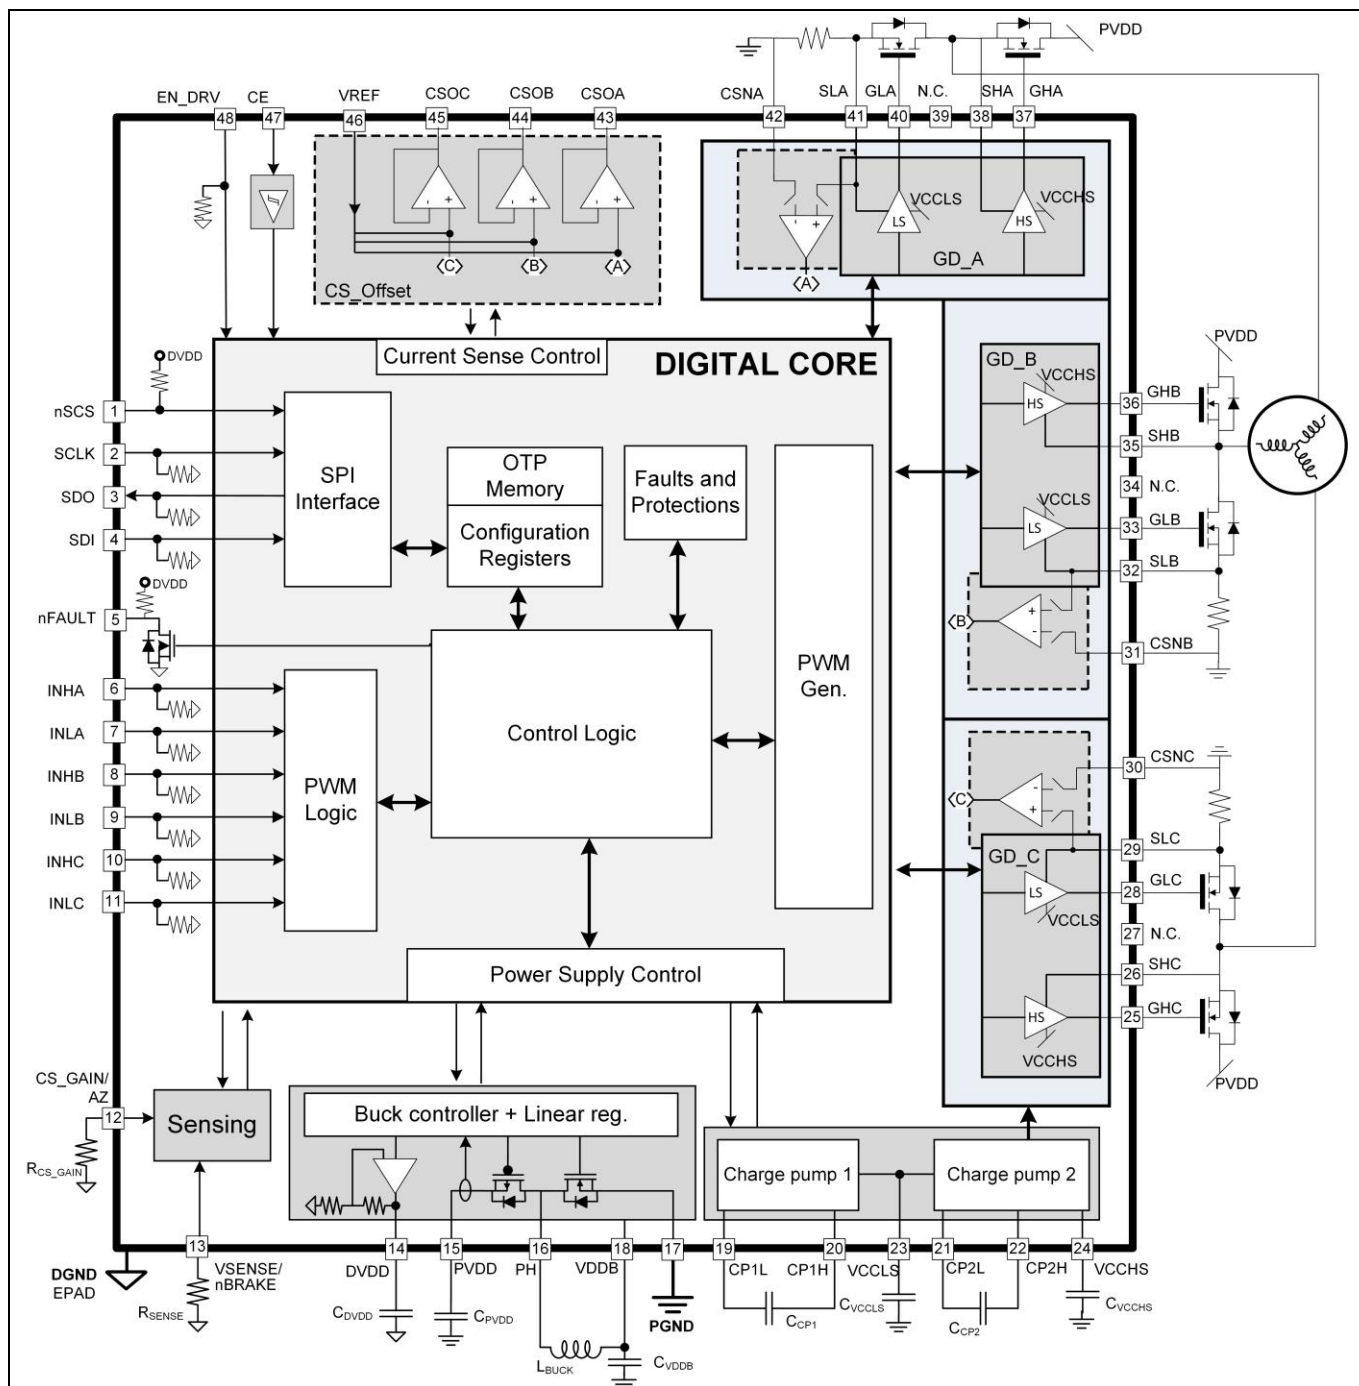 PVDD
EN_DRV
CE
VREF
CSOC
CSOB
CSOA
CSNA
SLA
GLA
N.C.
SHA
GHA
48
47
46
45
44
43
42
41
40
39
38
37
- +
- +
- +
⟨C⟩
⟨B⟩
⟨A⟩
CS_Offset
- +
⟨A⟩
LS
VCCLS
HS
VCCHS
GD_A
Current Sense Control
DIGITAL CORE
DVDD
nSCS
1
SCLK
2
SDO
3
SDI
4
DVDD
nFAULT
5
INHA
6
INLA
7
INHB
8
INLB
9
INHC
10
INLC
11
SPI
Interface
OTP
Memory
Configuration
Registers
Faults and
Protections
PWM
Logic
Control Logic
PWM
Gen.
Power Supply Control
GD_B
VCCHS
HS
VCCLS
LS
⟨B⟩
+
-
36
GHB
35
SHB
34
N.C.
33
GLB
32
SLB
31
CSNB
PVDD
⟨C⟩
-
+
GD_C
LS
VCCLS
HS
VCCHS
30
CSNC
29
SLC
28
GLC
27
N.C.
26
SHC
25
GHC
PVDD
CS_GAIN/
AZ
12
RCS_GAIN
Sensing
Buck controller + Linear reg.
Charge pump 1
Charge pump 2
13
14
15
16
18
17
19
20
23
21
22
24
DGND
EPAD
VSENSE/
nBRAKE
DVDD
PVDD
PH
VDDB
PGND
CP1L
CP1H
VCCLS
CP2L
CP2H
VCCHS
RSENSE
CDVDD
CPVDD
LBUCK
CVDDB
CCP1
CVCCLS
CCP2
CVCCHS